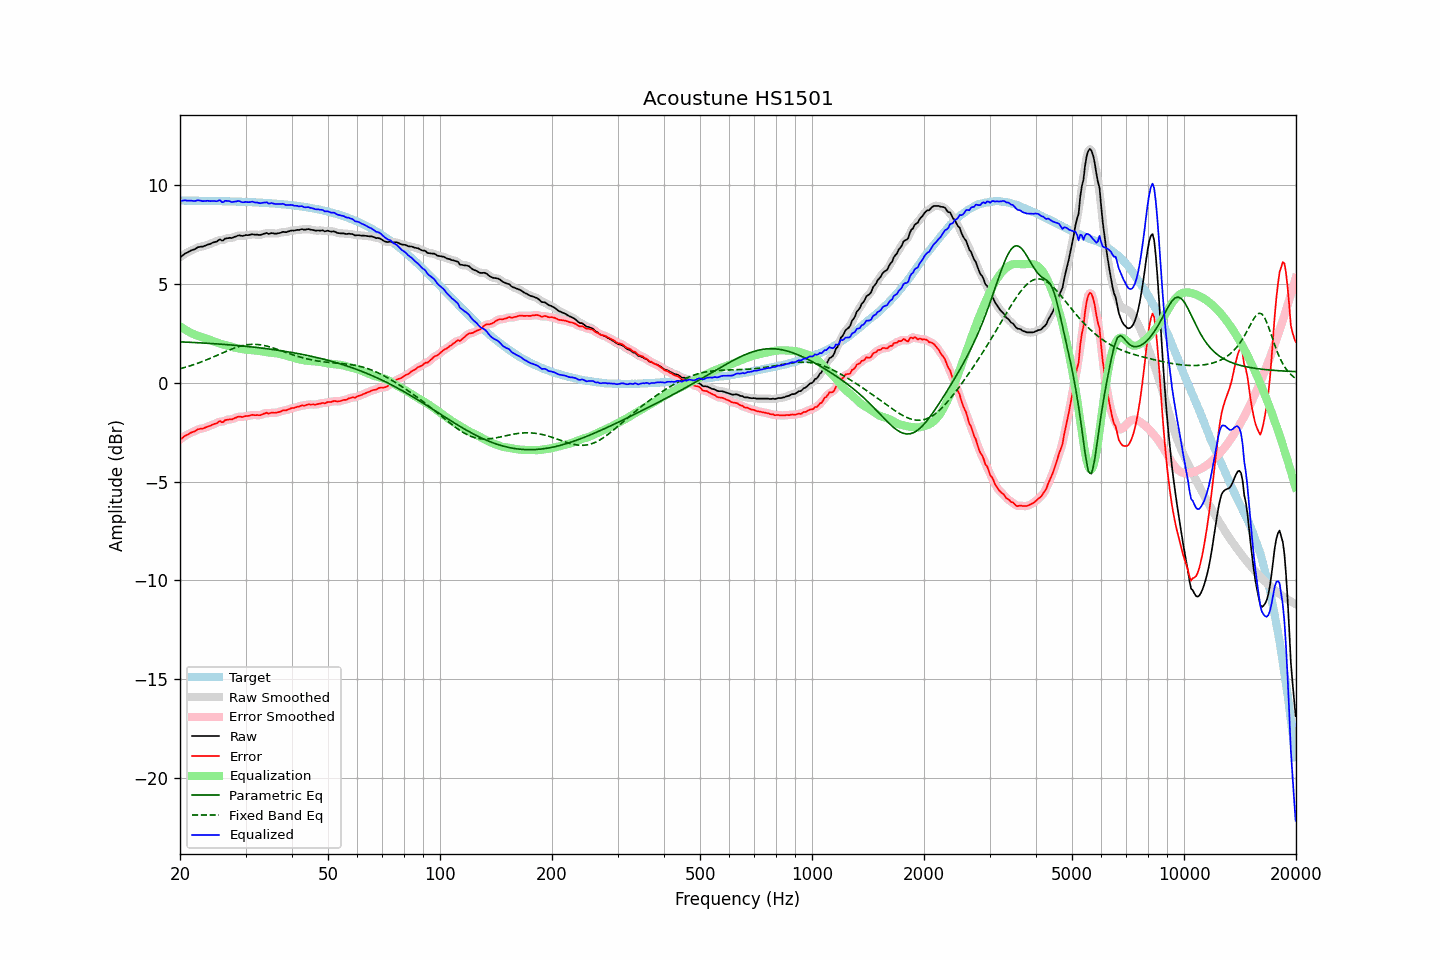 Acoustune HS1501
10
5
0
−5
−10
−15
−20
Amplitude (dBr)
Target
Raw Smoothed
Error Smoothed
Raw
Error
Equalization
Parametric Eq
Fixed Band Eq
Equalized
20 50 100 200 500 1000 2000 5000 10000 20000
Frequency (Hz)